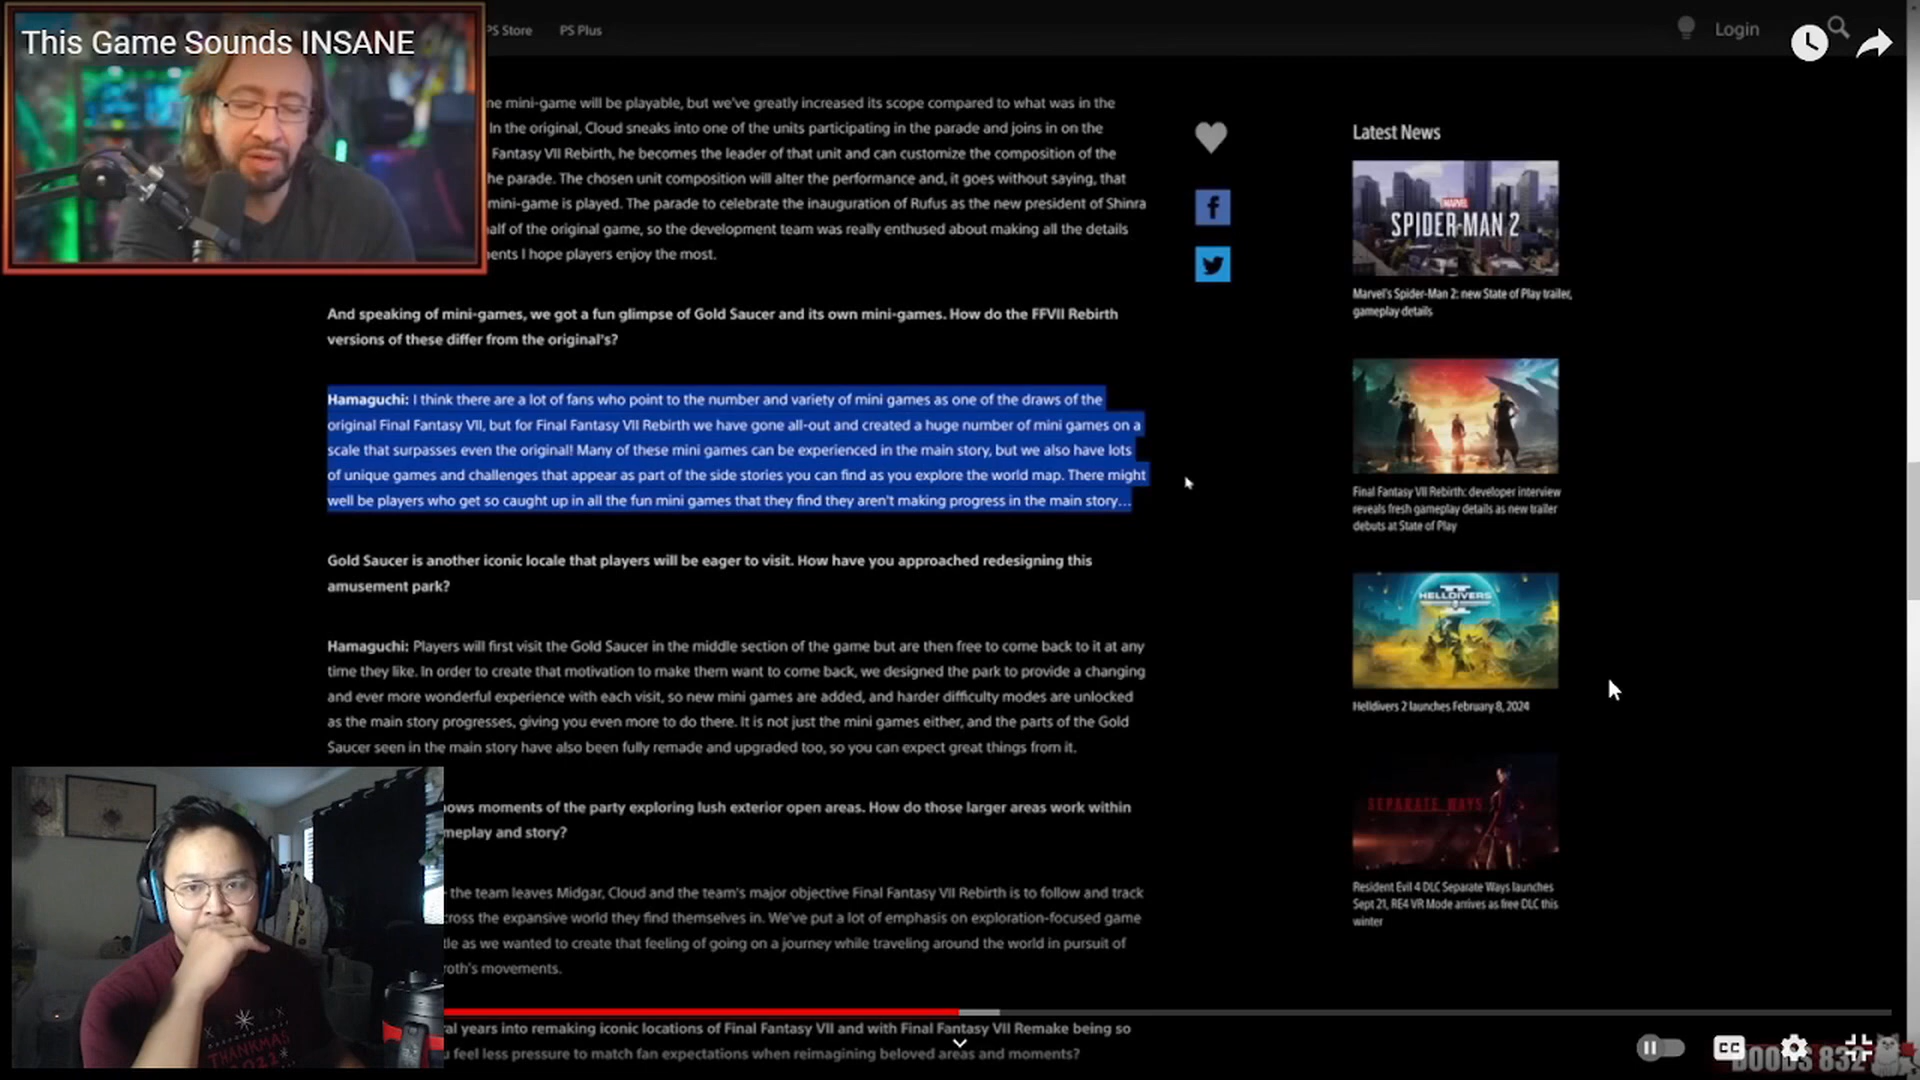 This Game Sounds INSANE
PS Store PS Plus
Login
ne mini-game will be playable, but we've greatly increased its scope compared to what was in the
In the original, Cloud sneaks into one of the units participating in the parade and joins in on the
Fantasy VII Rebirth, he becomes the leader of that unit and can customize the composition of the
he parade. The chosen unit composition will alter the performance and, it goes without saying, that
mini-game is played. The parade to celebrate the inauguration of Rufus as the new president of Shinra
alf of the original game, so the development team was really enthused about making all the details
ents I hope players enjoy the most.
And speaking of mini-games, we got a fun glimpse of Gold Saucer and its own mini-games. How do the FFVII Rebirth
versions of these differ from the original's?
Hamaguchi: I think there are a lot of fans who point to the number and variety of mini games as one of the draws of the
original Final Fantasy VII, but for Final Fantasy VII Rebirth we have gone all-out and created a huge number of mini games on a
scale that surpasses even the original! Many of these mini games can be experienced in the main story, but we also have lots
of unique games and challenges that appear as part of the side stories you can find as you explore the world map. There might
well be players who get so caught up in all the fun mini games that they find they aren't making progress in the main story...
Gold Saucer is another iconic locale that players will be eager to visit. How have you approached redesigning this
amusement park?
Hamaguchi: Players will first visit the Gold Saucer in the middle section of the game but are then free to come back to it at any
time they like. In order to create that motivation to make them want to come back, we designed the park to provide a changing
and ever more wonderful experience with each visit, so new mini games are added, and harder difficulty modes are unlocked
as the main story progresses, giving you even more to do there. It is not just the mini games either, and the parts of the Gold
Saucer seen in the main story have also been fully remade and upgraded too, so you can expect great things from it.
ows moments of the party exploring lush exterior open areas. How do those larger areas work within
meplay and story?
the team leaves Midgar, Cloud and the team's major objective Final Fantasy VII Rebirth is to follow and track
cross the expansive world they find themselves in. We've put a lot of emphasis on exploration-focused game
le as we wanted to create that feeling of going on a journey while traveling around the world in pursuit of
roth's movements.
al years into remaking iconic locations of Final Fantasy VII and with Final Fantasy VII Remake being so
u feel less pressure to match fan expectations when reimagining beloved areas and moments?
Latest News
MARVEL
SPIDER-MAN 2
Marvel's Spider-Man 2: new State of Play trailer,
gameplay details
Final Fantasy VII Rebirth: developer interview
reveals fresh gameplay details as new trailer
debuts at State of Play
HELLDIVERS
II
Helldivers 2 launches February 8, 2024
SEPARATE WAYS
Resident Evil 4 DLC Separate Ways launches
Sept 21, RE4 VR Mode arrives as free DLC this
winter
THANKMAS
2022
CC
DOODS 832